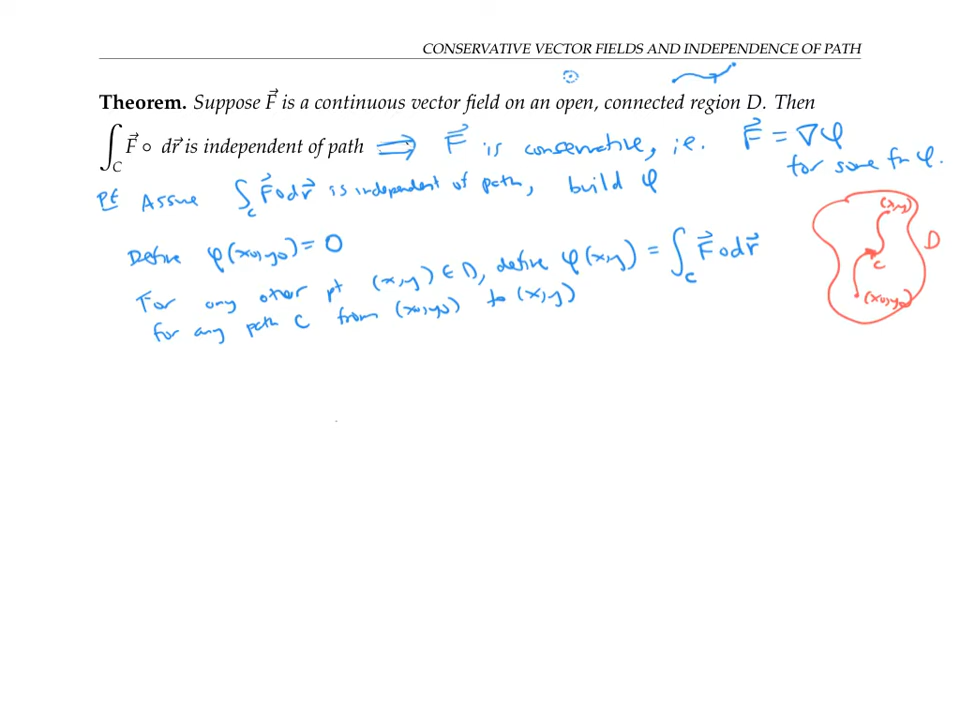 CONSERVATIVE VECTOR FIELDS AND INDEPENDENCE OF PATH
Theorem. Suppose F⃗ is a continuous vector field on an open, connected region D. Then
∫_C F⃗ ∘ dr⃗ is independent of path ⟹ F⃗ is conservative, i.e. F⃗ = ∇φ
for some fn φ.
Pf Assue ∫_C F⃗ ∘ dr⃗ is independent of path, build φ
Define φ(x₀,y₀) = 0
For any other pt (x,y) ∈ D, define φ(x,y) = ∫_C F⃗ ∘ dr⃗
for any path C from (x₀,y₀) to (x,y)
(x,y)
D
C
(x₀,y₀)